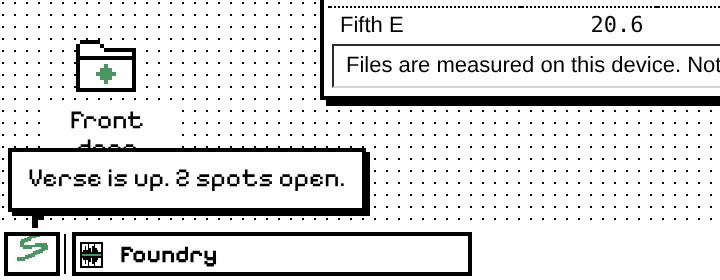 Fifth E 20.6
Files are measured on this device. Not
Front
Verse is up. 2 spots open.
Foundry